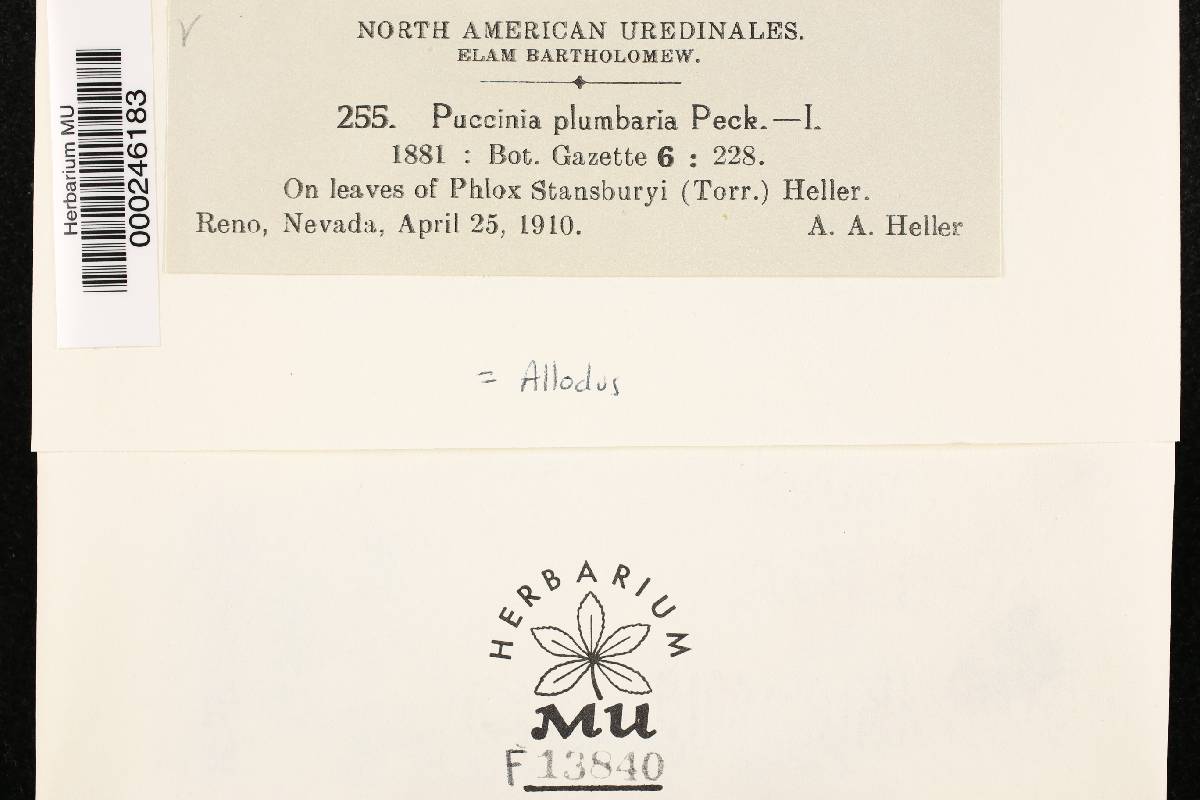 NORTH AMERICAN UREDINALES.
ELAM BARTHOLOMEW.
255. Puccinia plumbaria Peck.—I.
1881 : Bot. Gazette 6 : 228.
On leaves of Phlox Stansburyi (Torr.) Heller.
Reno, Nevada, April 25, 1910. A. A. Heller
Herbarium MU
000246183
= Allodus
HERBARIUM
MU
F 13840